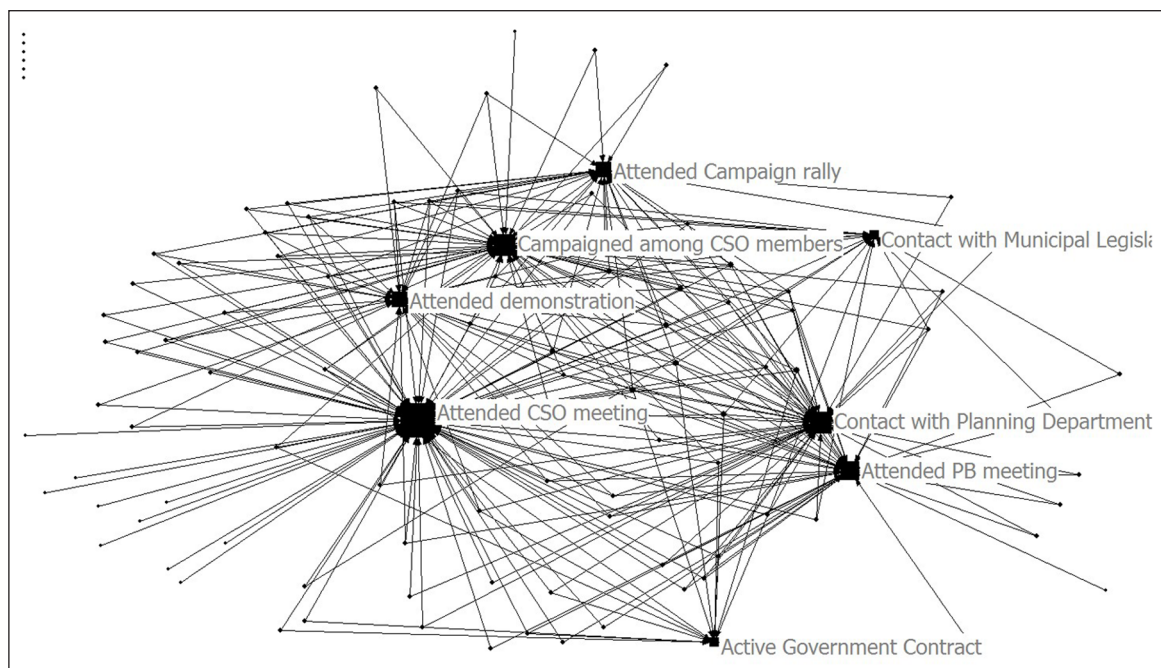 Attended Campaign rally
Campaigned among CSO members
Contact with Municipal Legisla
Attended demonstration
Attended CSO meeting
Contact with Planning Department
Attended PB meeting
Active Government Contract